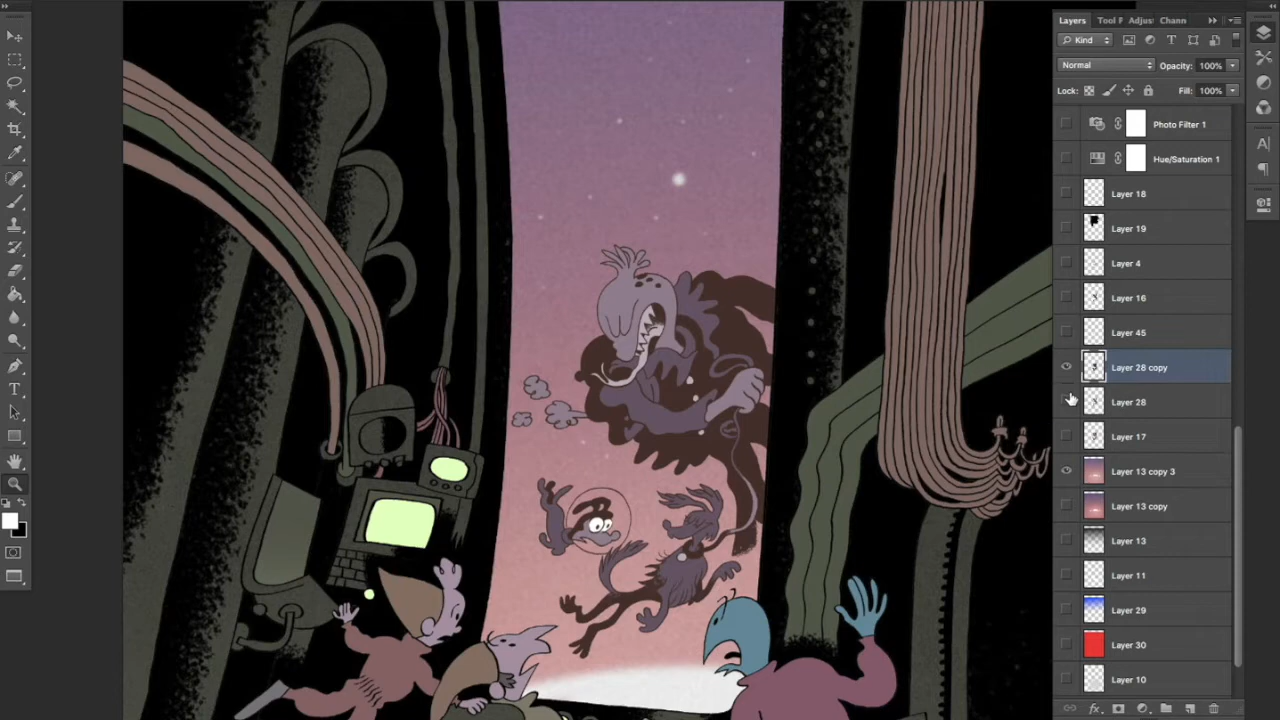 Layers Tool P Adjus Chann
Kind
Normal Opacity: 100%
Lock: Fill: 100%
Photo Filter 1
Hue/Saturation 1
Layer 18
Layer 19
Layer 4
Layer 16
Layer 45
Layer 28 copy
Layer 28
Layer 17
Layer 13 copy 3
Layer 13 copy
Layer 13
Layer 11
Layer 29
Layer 30
Layer 10